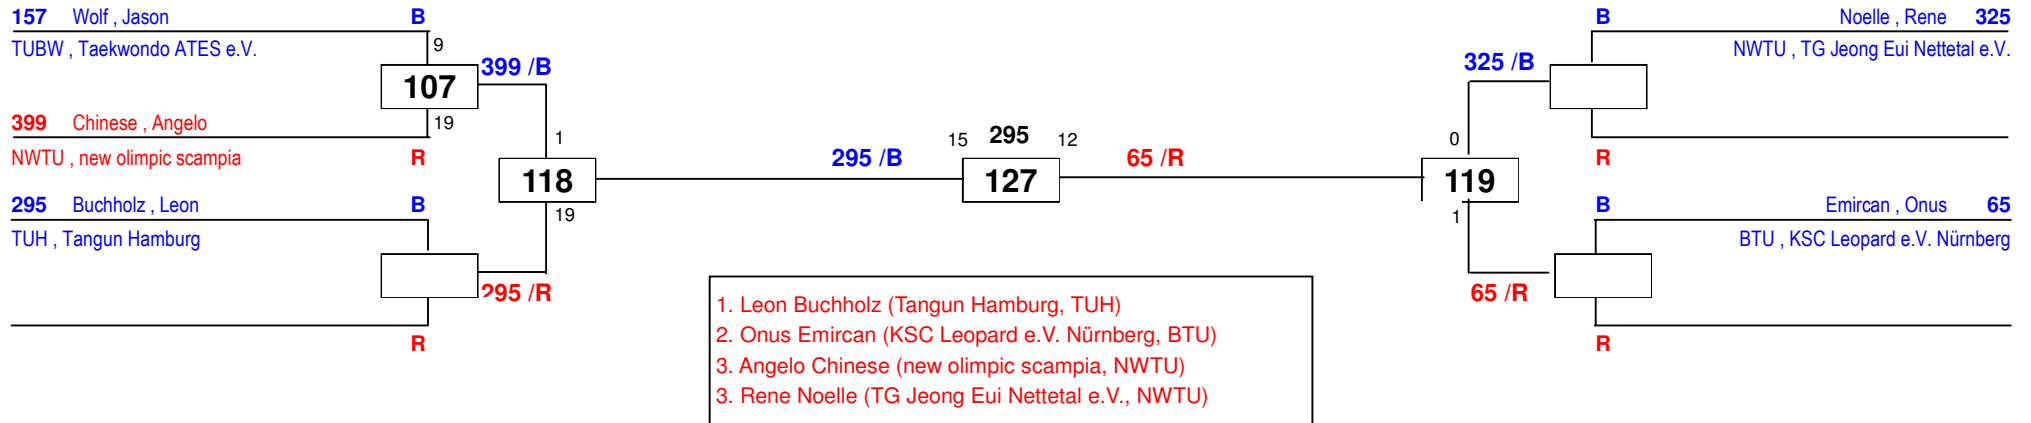 157 Wolf , Jason B
TUBW , Taekwondo ATES e.V.
9
107
399 /B
19
399 Chinese , Angelo
NWTU , new olimpic scampia R
1
118
19
295 Buchholz , Leon B
TUH , Tangun Hamburg
295 /R
R
295 /B
15 295 12
127
65 /R
B Noelle , Rene 325
NWTU , TG Jeong Eui Nettetal e.V.
325 /B
R
0
119
1
B Emircan , Onus 65
BTU , KSC Leopard e.V. Nürnberg
65 /R
R
1. Leon Buchholz (Tangun Hamburg, TUH)
2. Onus Emircan (KSC Leopard e.V. Nürnberg, BTU)
3. Angelo Chinese (new olimpic scampia, NWTU)
3. Rene Noelle (TG Jeong Eui Nettetal e.V., NWTU)